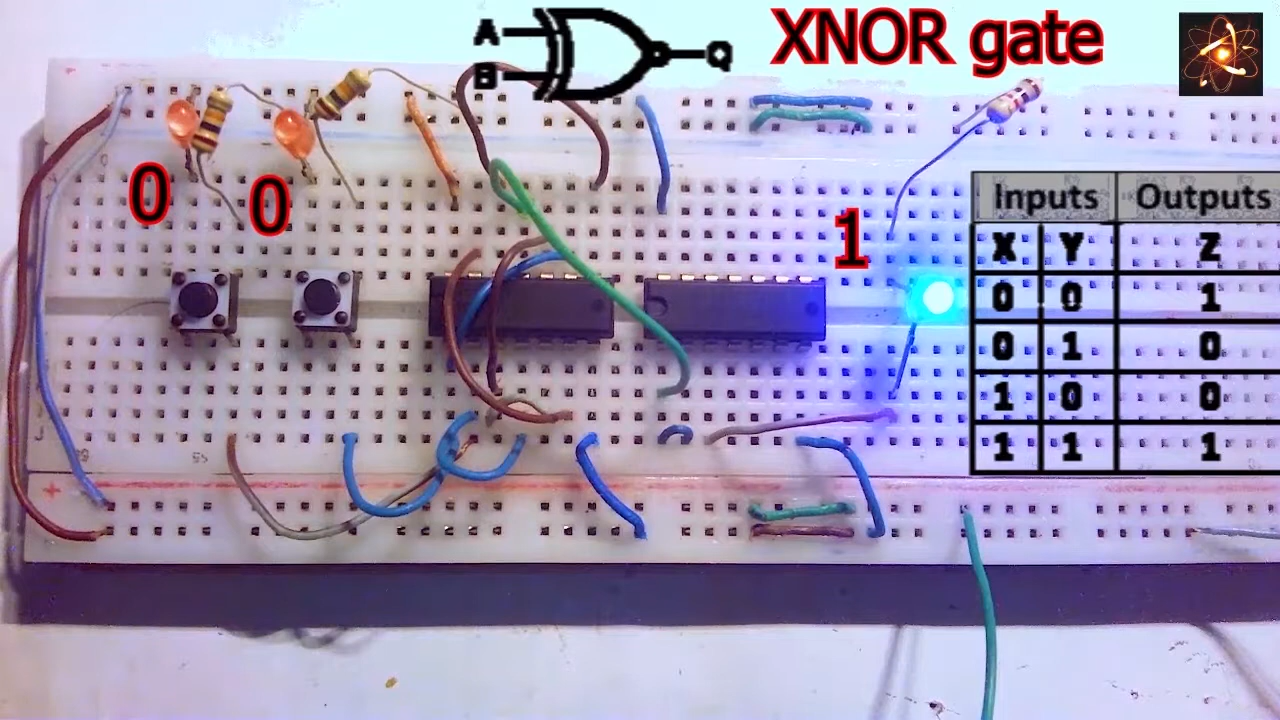 A
B
Q
XNOR gate
0
0
1
+
Inputs Outputs
X Y Z
0 0 1
0 1 0
1 0 0
1 1 1